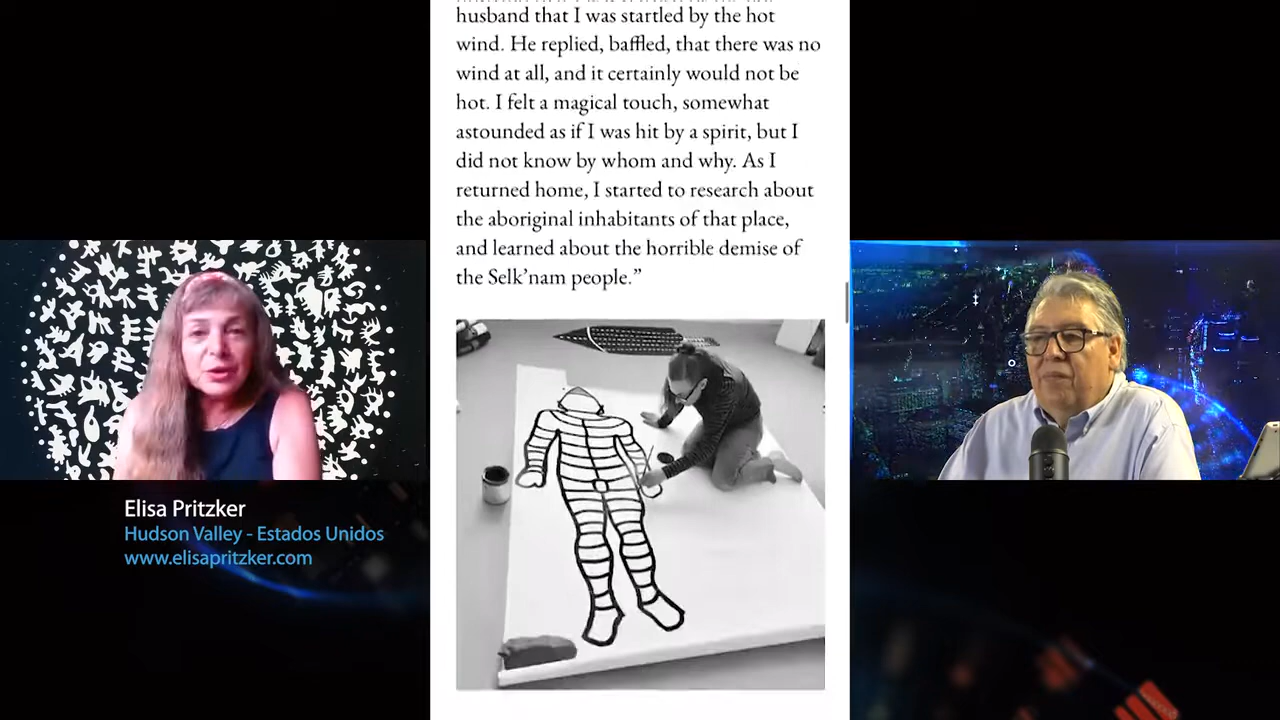 husband that I was startled by the hot
wind. He replied, baffled, that there was no
wind at all, and it certainly would not be
hot. I felt a magical touch, somewhat
astounded as if I was hit by a spirit, but I
did not know by whom and why. As I
returned home, I started to research about
the aboriginal inhabitants of that place,
and learned about the horrible demise of
the Selk’nam people.”
Elisa Pritzker
Hudson Valley - Estados Unidos
www.elisapritzker.com